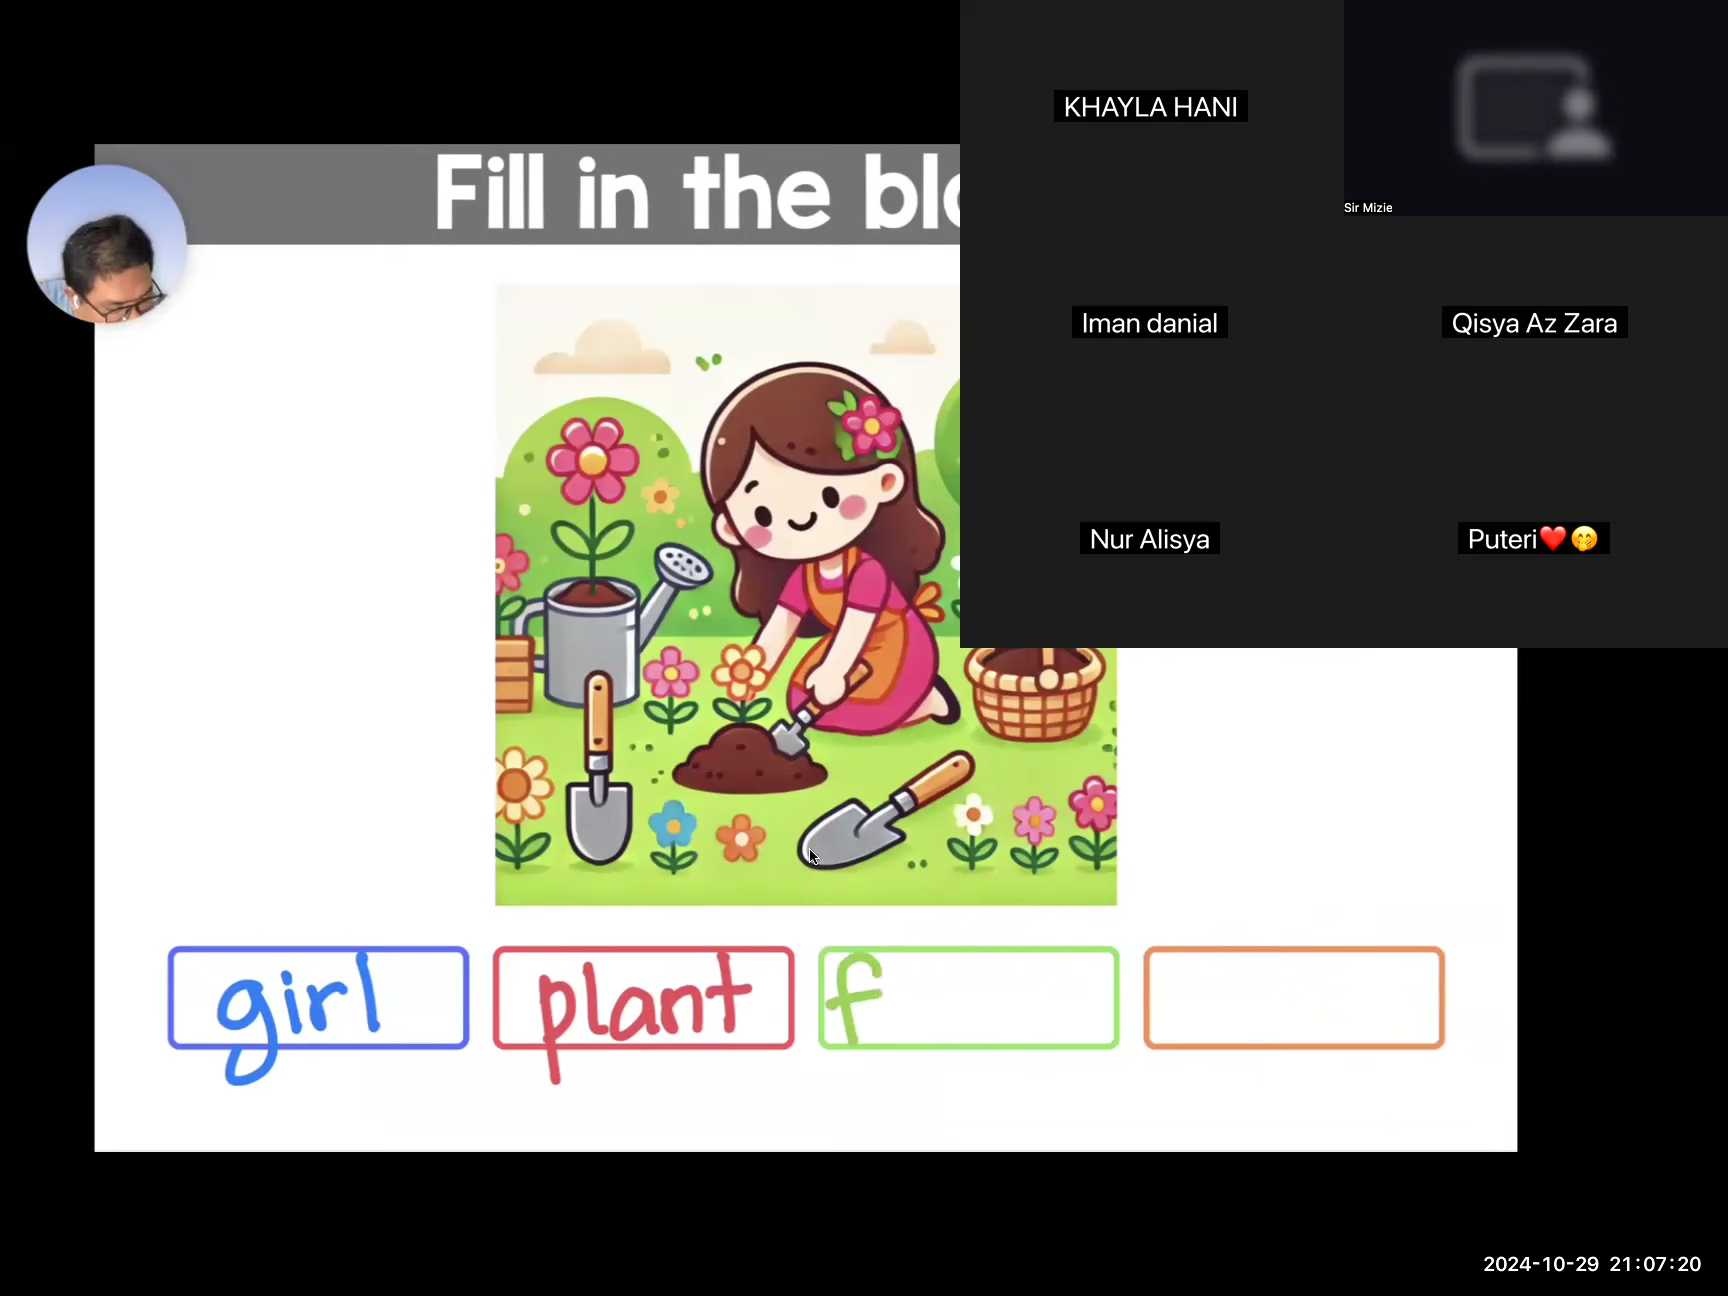 Fill in the bla
KHAYLA HANI
Sir Mizie
Iman danial
Qisya Az Zara
Nur Alisya
Puteri❤️🤭
girl
plant
f
2024-10-29 21:07:20